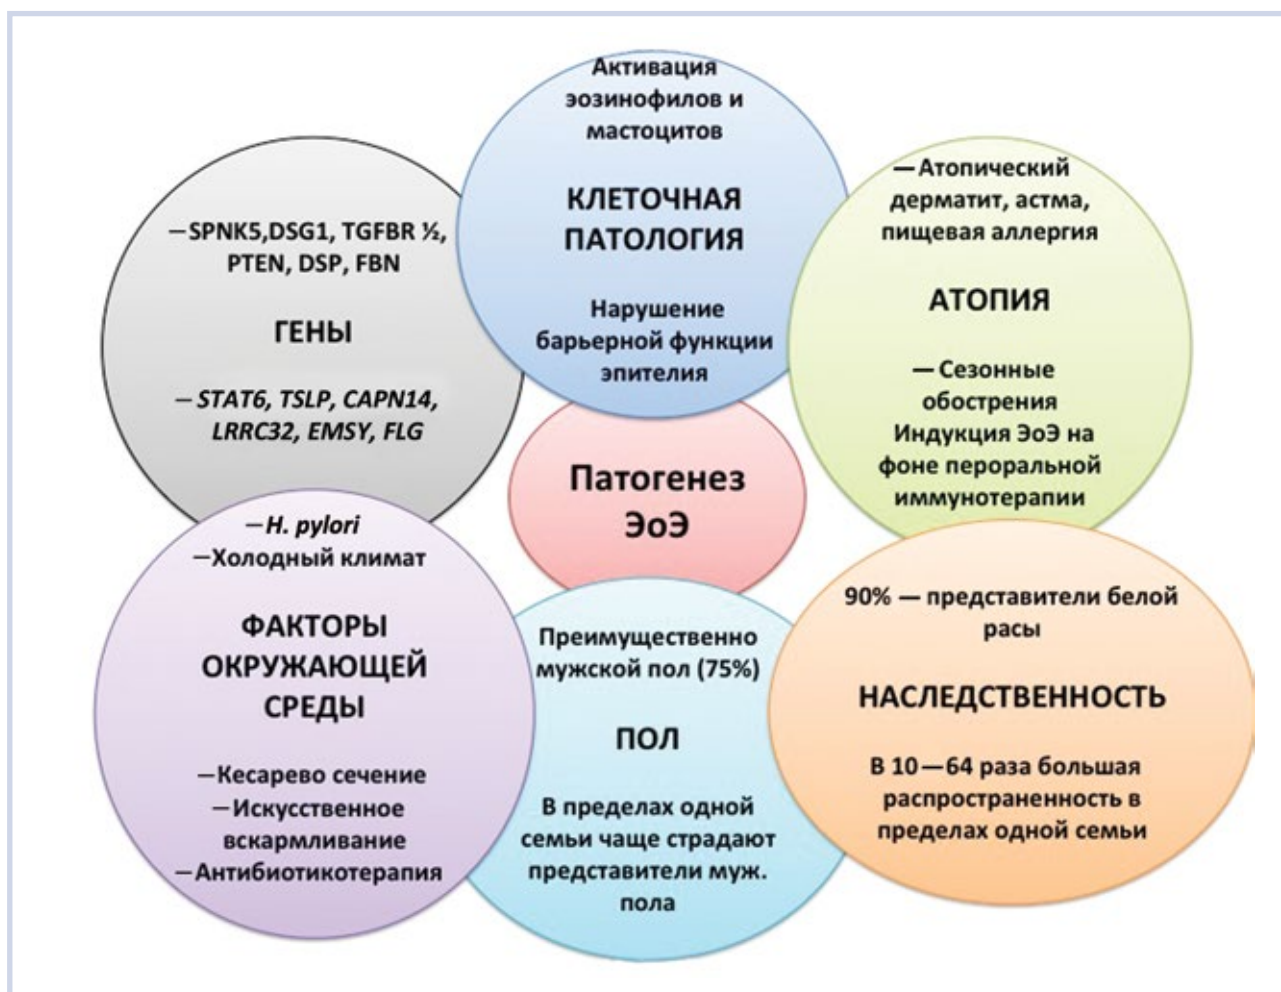 Активация
эозинофилов и
мастоцитов
КЛЕТОЧНАЯ
ПАТОЛОГИЯ
Нарушение
барьерной функции
эпителия
—SPNK5,DSG1, TGFBR ½,
PTEN, DSP, FBN
ГЕНЫ
—STAT6, TSLP, CAPN14,
LRRC32, EMSY, FLG
—Атопический
дерматит, астма,
пищевая аллергия
АТОПИЯ
— Сезонные
обострения
Индукция ЭоЭ на
фоне пероральной
иммунотерапии
Патогенез
ЭоЭ
—H. pylori
—Холодный климат
ФАКТОРЫ
ОКРУЖАЮЩЕЙ
СРЕДЫ
—Кесарево сечение
—Искусственное
вскармливание
—Антибиотикотерапия
Преимущественно
мужской пол (75%)
ПОЛ
В пределах одной
семьи чаще страдают
представители муж.
пола
90% — представители белой
расы
НАСЛЕДСТВЕННОСТЬ
В 10—64 раза большая
распространенность в
пределах одной семьи